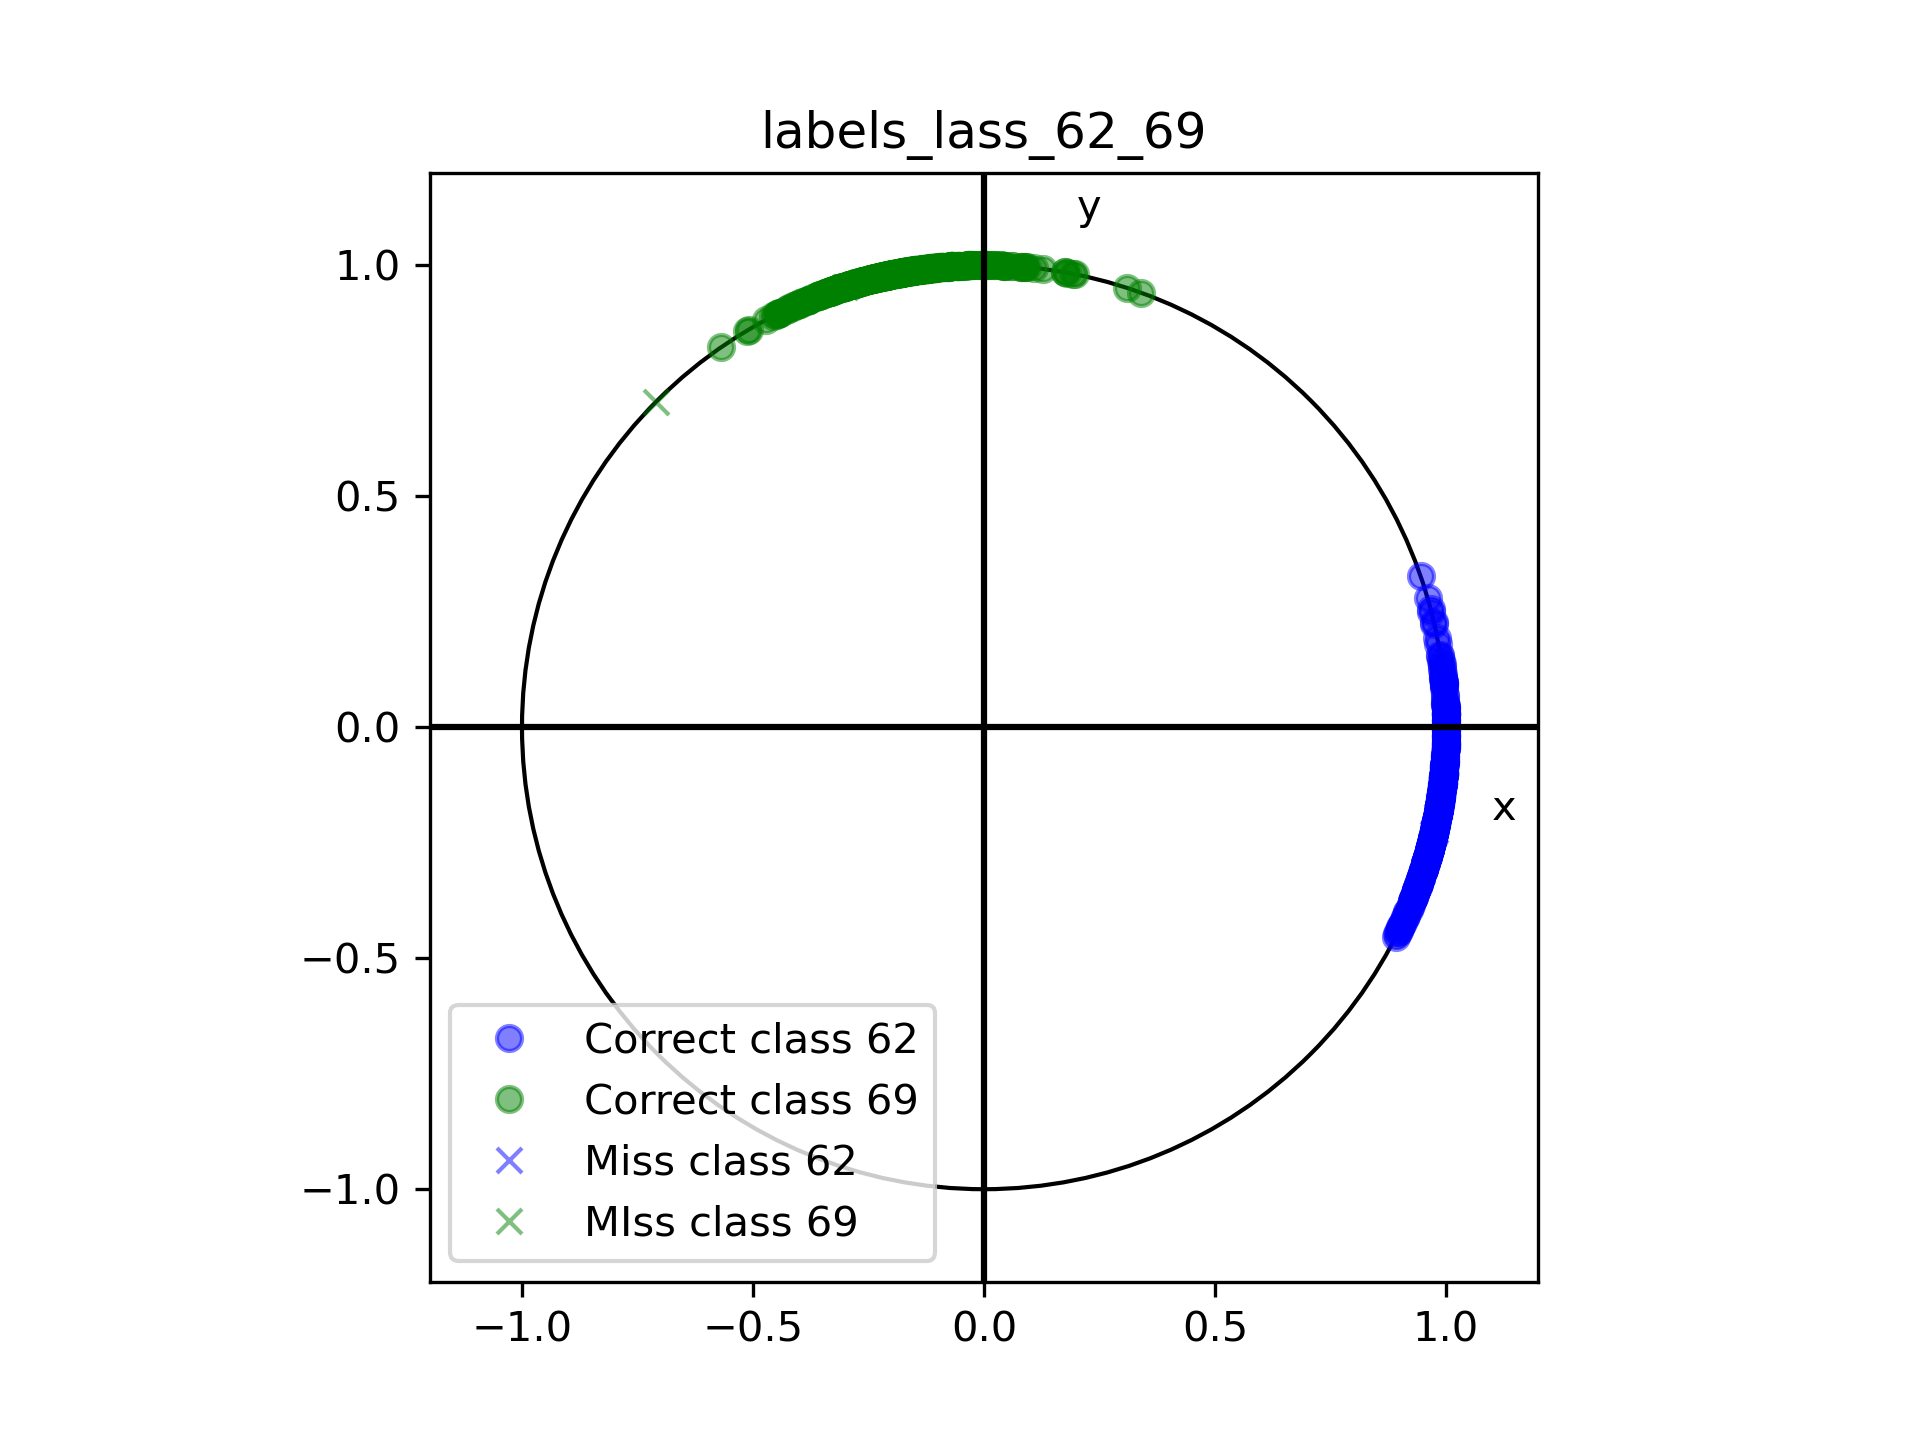 labels_lass_62_69
y
1.0
0.5
0.0
x
−0.5
−1.0
Correct class 62
Correct class 69
Miss class 62
MIss class 69
−1.0 −0.5 0.0 0.5 1.0